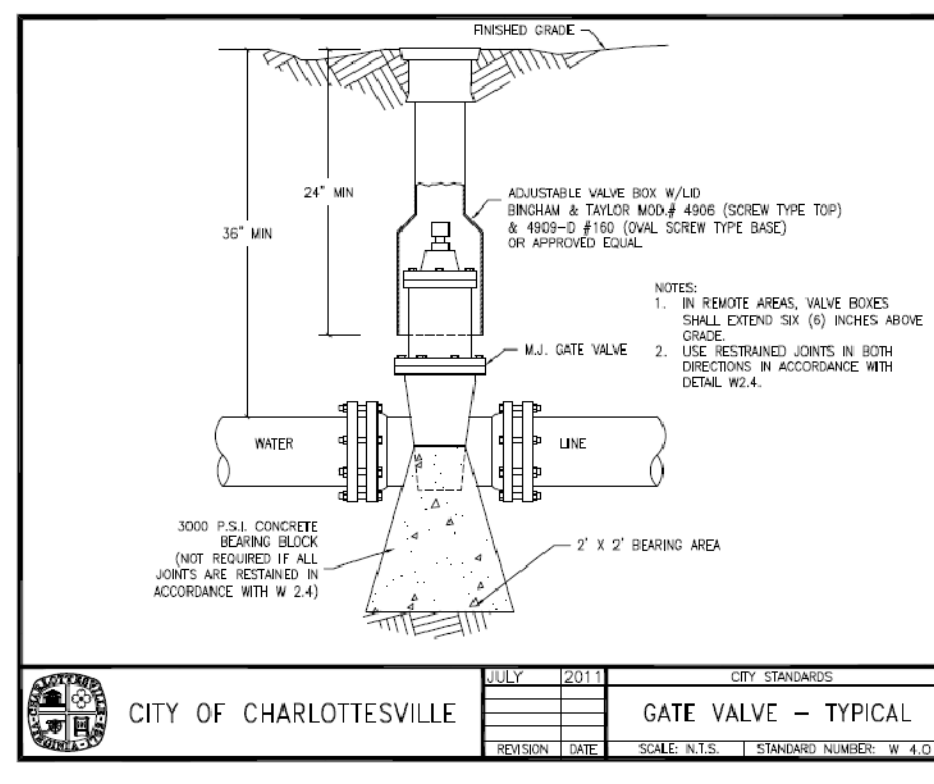 FINISHED GRADE
24" MIN
36" MIN
ADJUSTABLE VALVE BOX W/LID
BINGHAM & TAYLOR MOD.# 4906 (SCREW TYPE TOP)
& 4909-D #160 (OVAL SCREW TYPE BASE)
OR APPROVED EQUAL
NOTES:
1. IN REMOTE AREAS, VALVE BOXES
SHALL EXTEND SIX (6) INCHES ABOVE
GRADE.
2. USE RESTRAINED JOINTS IN BOTH
DIRECTIONS IN ACCORDANCE WITH
DETAIL W2.4.
M.J. GATE VALVE
WATER
LINE
3000 P.S.I. CONCRETE
BEARING BLOCK
(NOT REQUIRED IF ALL
JOINTS ARE RESTAINED IN
ACCORDANCE WITH W 2.4)
2' X 2' BEARING AREA
CITY OF CHARLOTTESVILLE
JULY 2011
REVISION DATE
CITY STANDARDS
GATE VALVE – TYPICAL
SCALE: N.T.S. STANDARD NUMBER: W 4.0